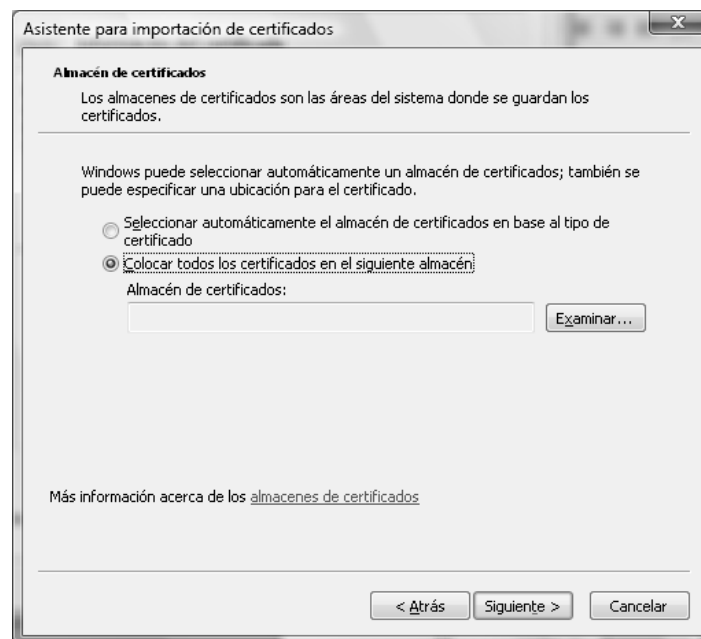 Asistente para importación de certificados
Almacén de certificados
Los almacenes de certificados son las áreas del sistema donde se guardan los
certificados.
Windows puede seleccionar automáticamente un almacén de certificados; también se
puede especificar una ubicación para el certificado.
Seleccionar automáticamente el almacén de certificados en base al tipo de
certificado
Colocar todos los certificados en el siguiente almacén
Almacén de certificados:
Examinar...
Más información acerca de los almacenes de certificados
< Atrás Siguiente > Cancelar